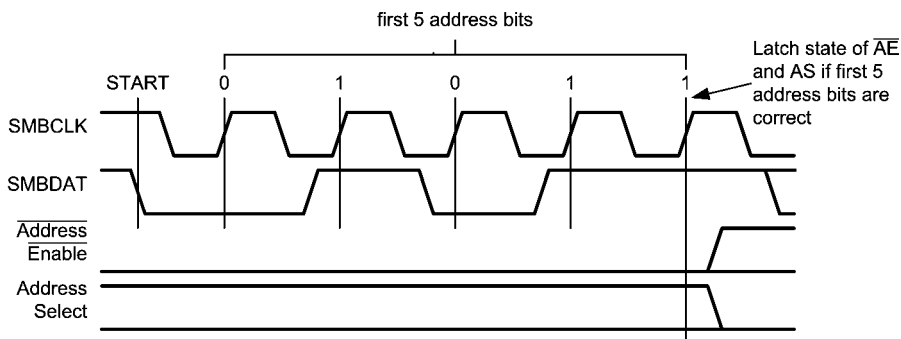 first 5 address bits
START 0 1 0 1 1
Latch state of AE
and AS if first 5
address bits are
correct
SMBCLK
SMBDAT
Address
Enable
Address
Select